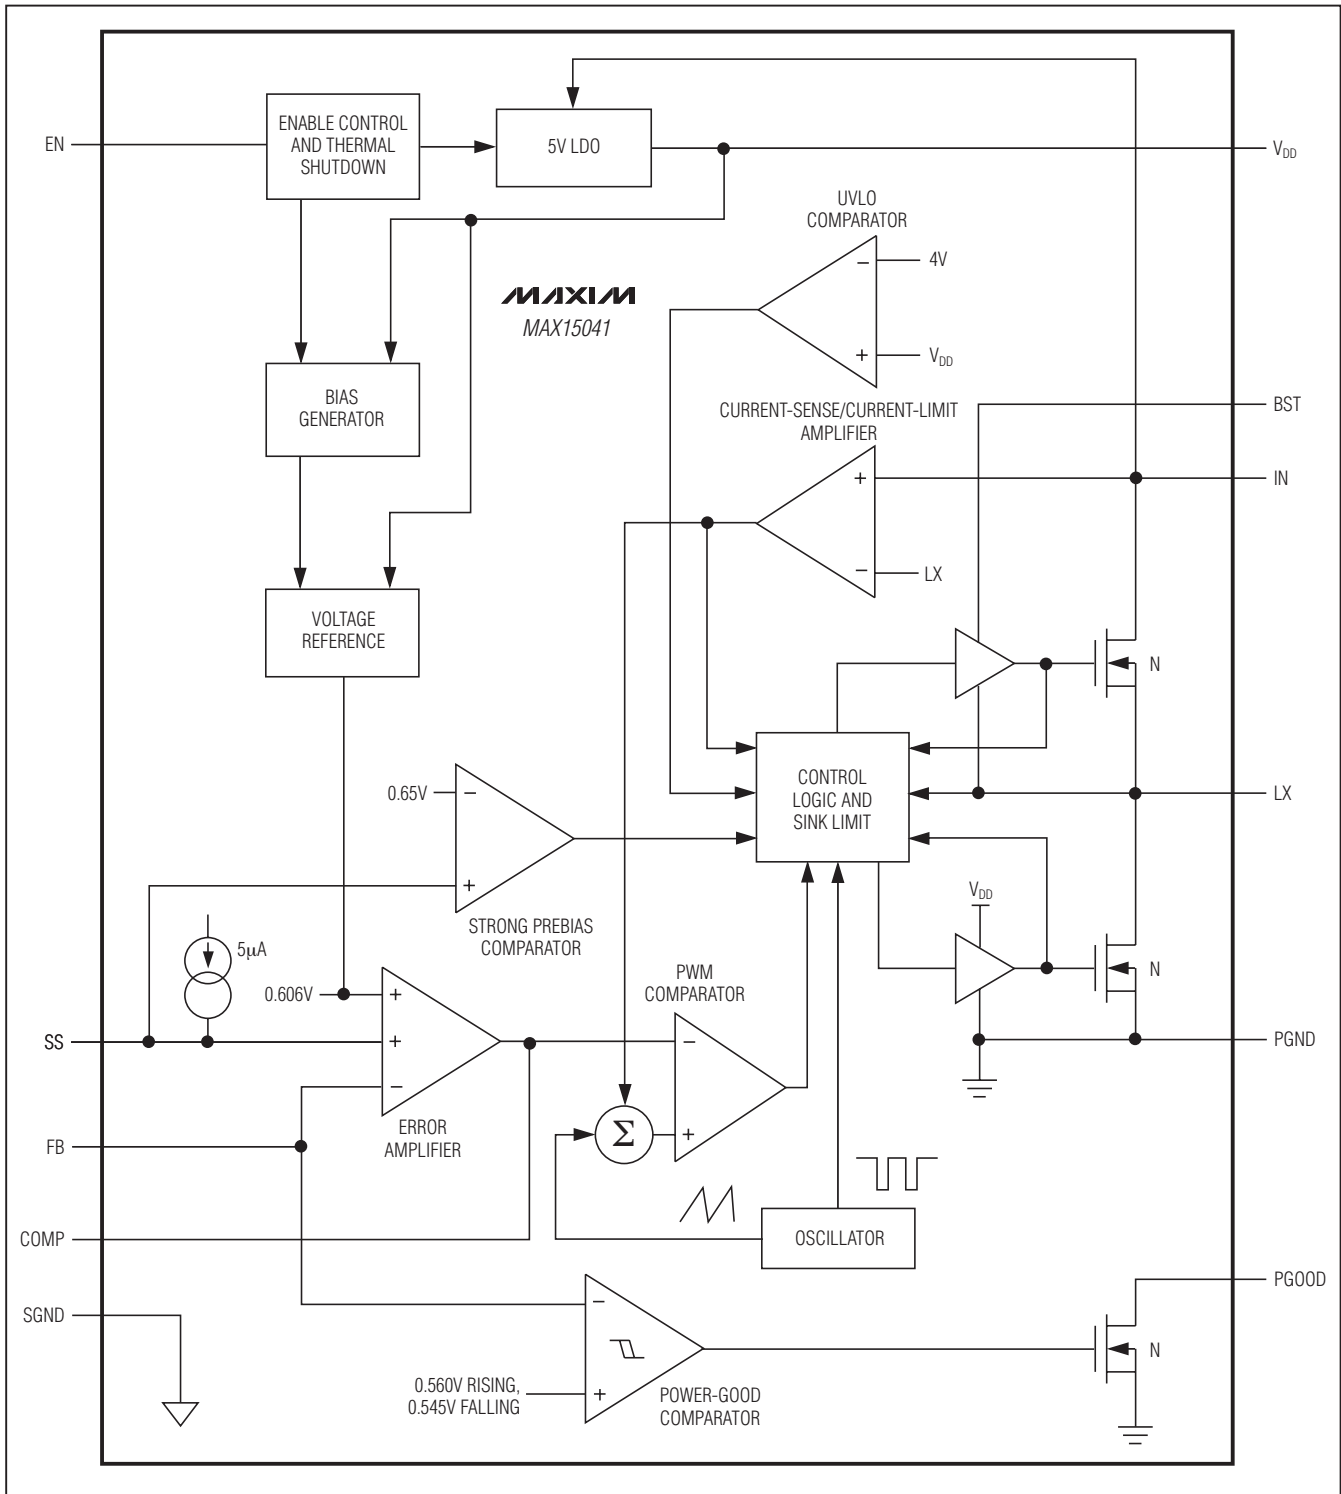 ENABLE CONTROL
AND THERMAL
SHUTDOWN
EN
5V LDO
VDD
UVLO
COMPARATOR
4V
VDD
MAXIM
MAX15041
BIAS
GENERATOR
CURRENT-SENSE/CURRENT-LIMIT
AMPLIFIER
BST
+
IN
−
LX
VOLTAGE
REFERENCE
N
CONTROL
LOGIC AND
SINK LIMIT
0.65V
−
LX
+
STRONG PREBIAS
COMPARATOR
VDD
5µA
N
PWM
COMPARATOR
0.606V
+
SS
+
−
PGND
−
ERROR
AMPLIFIER
FB
Σ
+
COMP
OSCILLATOR
PGOOD
SGND
−
N
0.560V RISING,
0.545V FALLING
+
POWER-GOOD
COMPARATOR